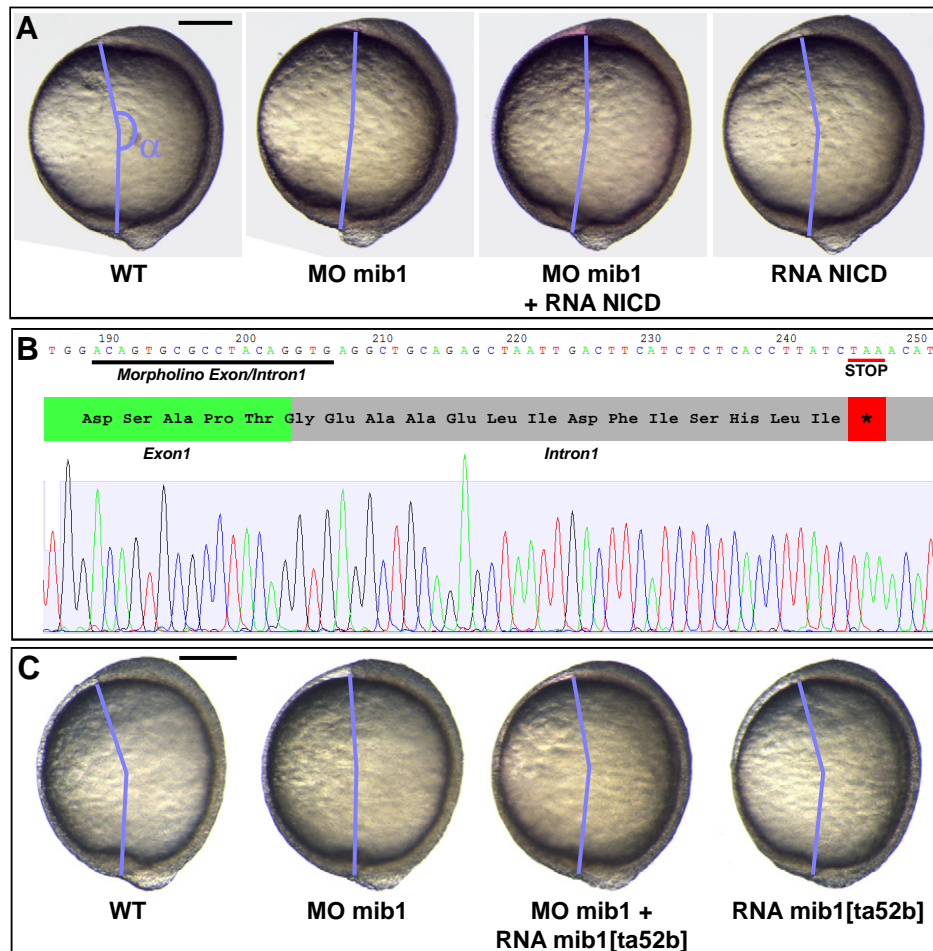 A
α
WT
MO mib1
MO mib1
+ RNA NICD
RNA NICD
B
190 200 210 220 230 240 250
T G G A C A G T G C G C C T A C A G G T G A G G C T G C A G A G C T A A T T G A C T T C A T C T C T C A C C T T A T C T A A A C A T
Morpholino Exon/Intron1
STOP
Asp Ser Ala Pro Thr Gly Glu Ala Ala Glu Leu Ile Asp Phe Ile Ser His Leu Ile *
Exon1
Intron1
C
WT
MO mib1
MO mib1 +
RNA mib1[ta52b]
RNA mib1[ta52b]